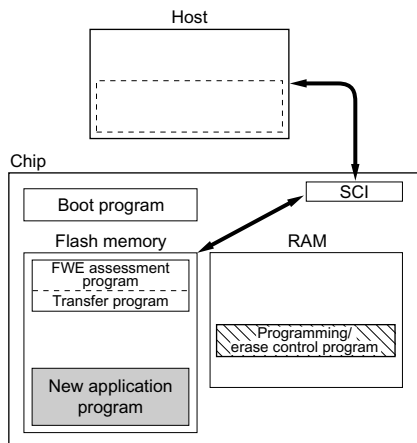 Host
Chip
SCI
Boot program
Flash memory
RAM
FWE assessment
program
Transfer program
Programming/
erase control program
New application
program